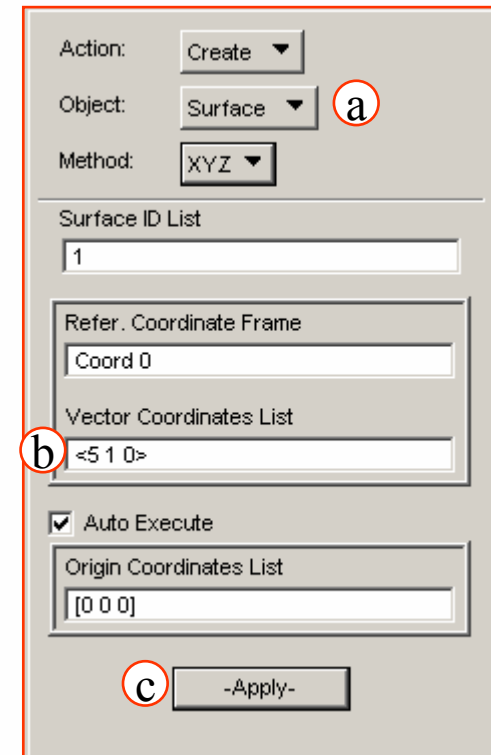 Action: Create
Object: Surface a
Method: XYZ
Surface ID List
1
Refer. Coordinate Frame
Coord 0
Vector Coordinates List
b <5 1 0>
Auto Execute
Origin Coordinates List
[0 0 0]
c -Apply-